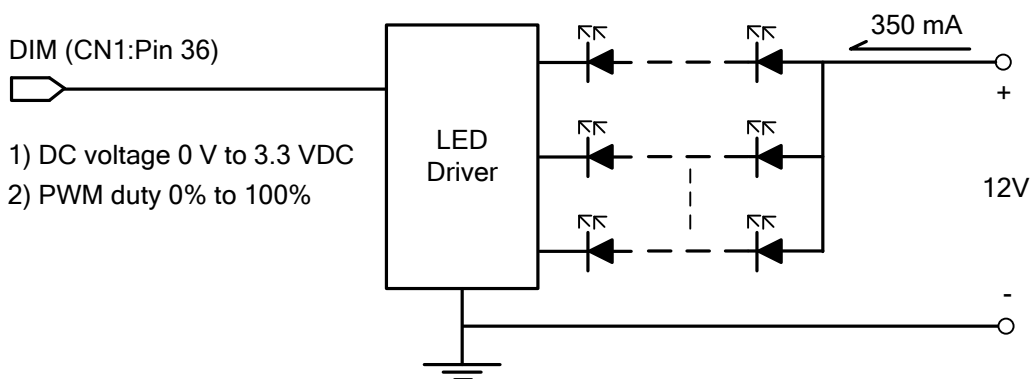 350 mA
DIM (CN1:Pin 36)
+
LED
Driver
1) DC voltage 0 V to 3.3 VDC
2) PWM duty 0% to 100%
12V
-